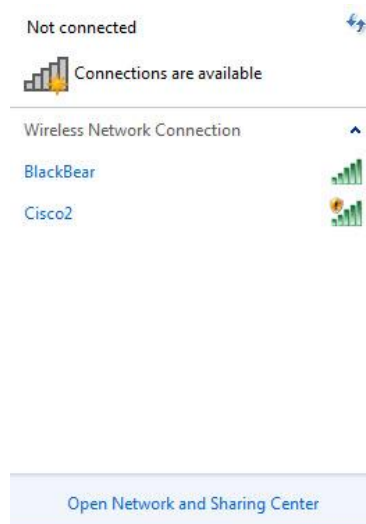 Not connected
Connections are available
Wireless Network Connection
BlackBear
Cisco2
Open Network and Sharing Center